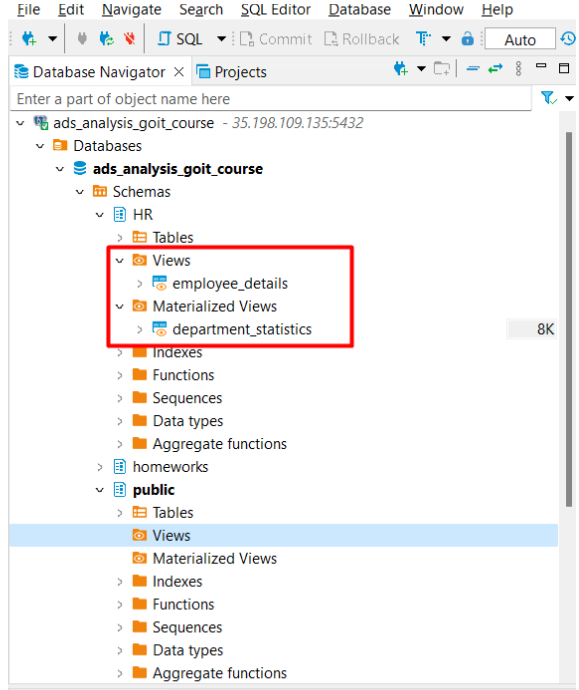 File Edit Navigate Search SQL Editor Database Window Help
SQL Commit Rollback Auto
Database Navigator Projects
Enter a part of object name here
ads_analysis_goit_course - 35.198.109.135:5432
Databases
ads_analysis_goit_course
Schemas
HR
Tables
Views
employee_details
Materialized Views
department_statistics 8K
Indexes
Functions
Sequences
Data types
Aggregate functions
homeworks
public
Tables
Views
Materialized Views
Indexes
Functions
Sequences
Data types
Aggregate functions